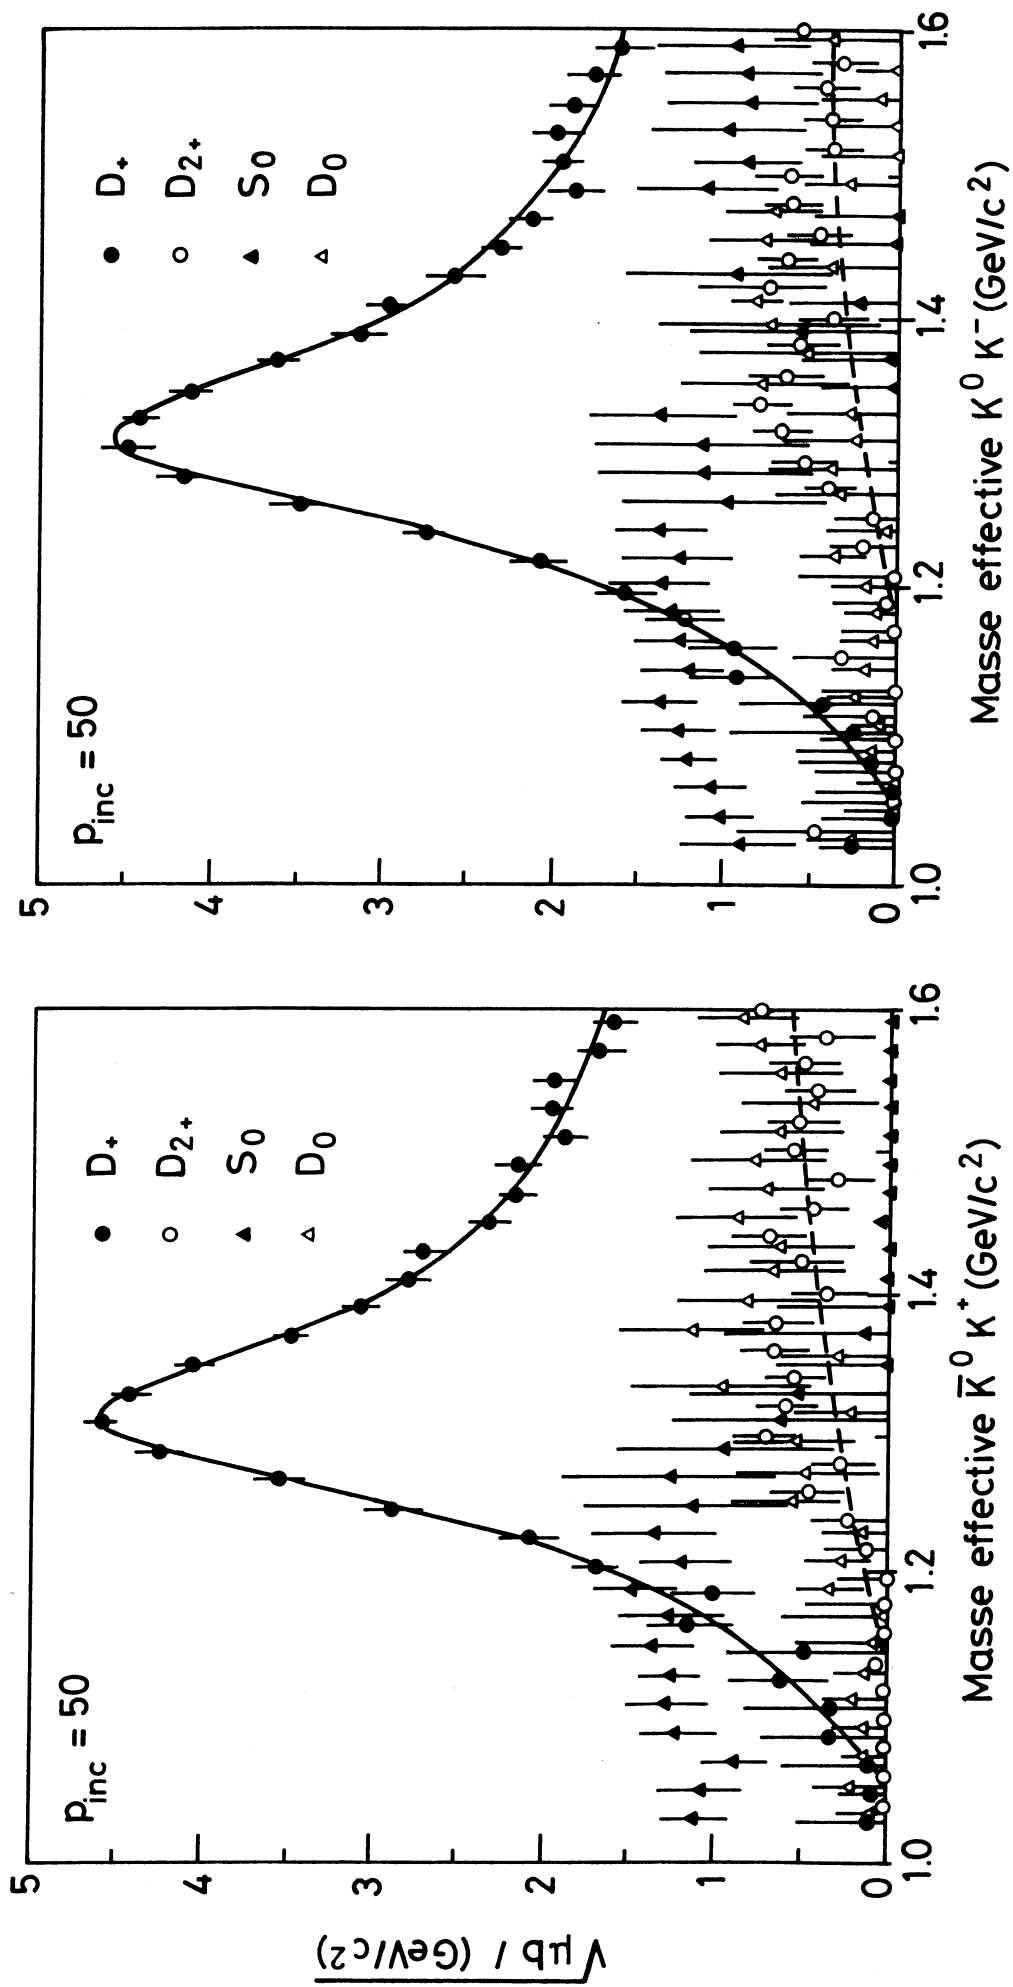 √μb / (GeV/c²)
5
4
3
2
1
0
p_inc = 50
● D₊
○ D₂₊
▲ S₀
△ D₀
1.0
1.2
1.4
1.6
Masse effective K̅⁰ K⁺ (GeV/c²)
5
4
3
2
1
0
p_inc = 50
● D₊
○ D₂₊
▲ S₀
△ D₀
1.0
1.2
1.4
1.6
Masse effective K⁰ K⁻ (GeV/c²)